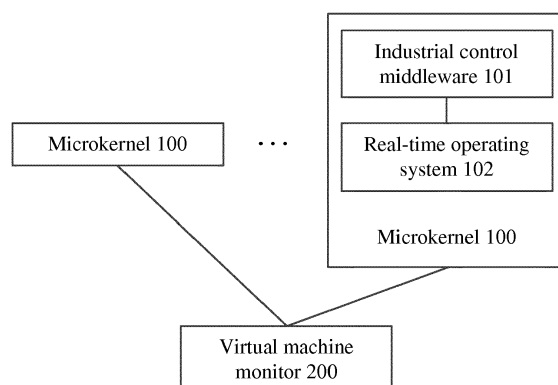 Industrial control
middleware 101
Microkernel 100
...
Real-time operating
system 102
Microkernel 100
Virtual machine
monitor 200